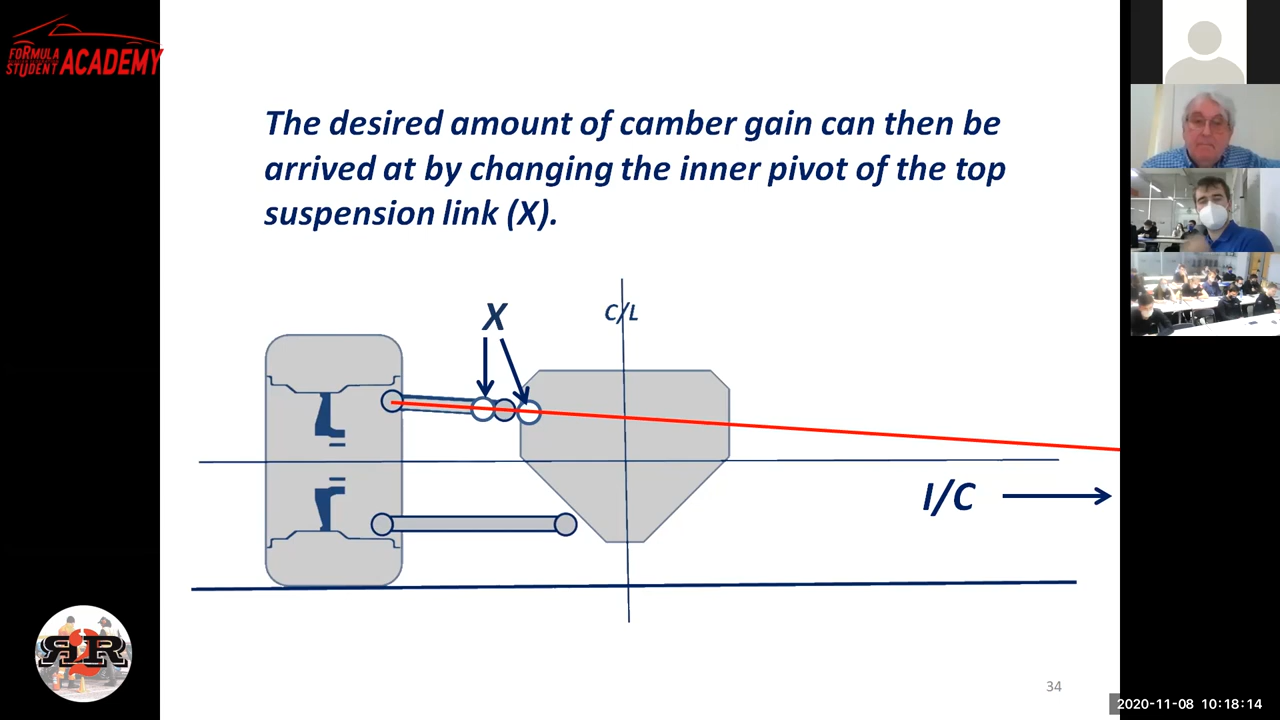 FORMULA
STUDENT ACADEMY
The desired amount of camber gain can then be
arrived at by changing the inner pivot of the top
suspension link (X).
X
C/L
I/C
R2R
34
2020-11-08 10:18:14